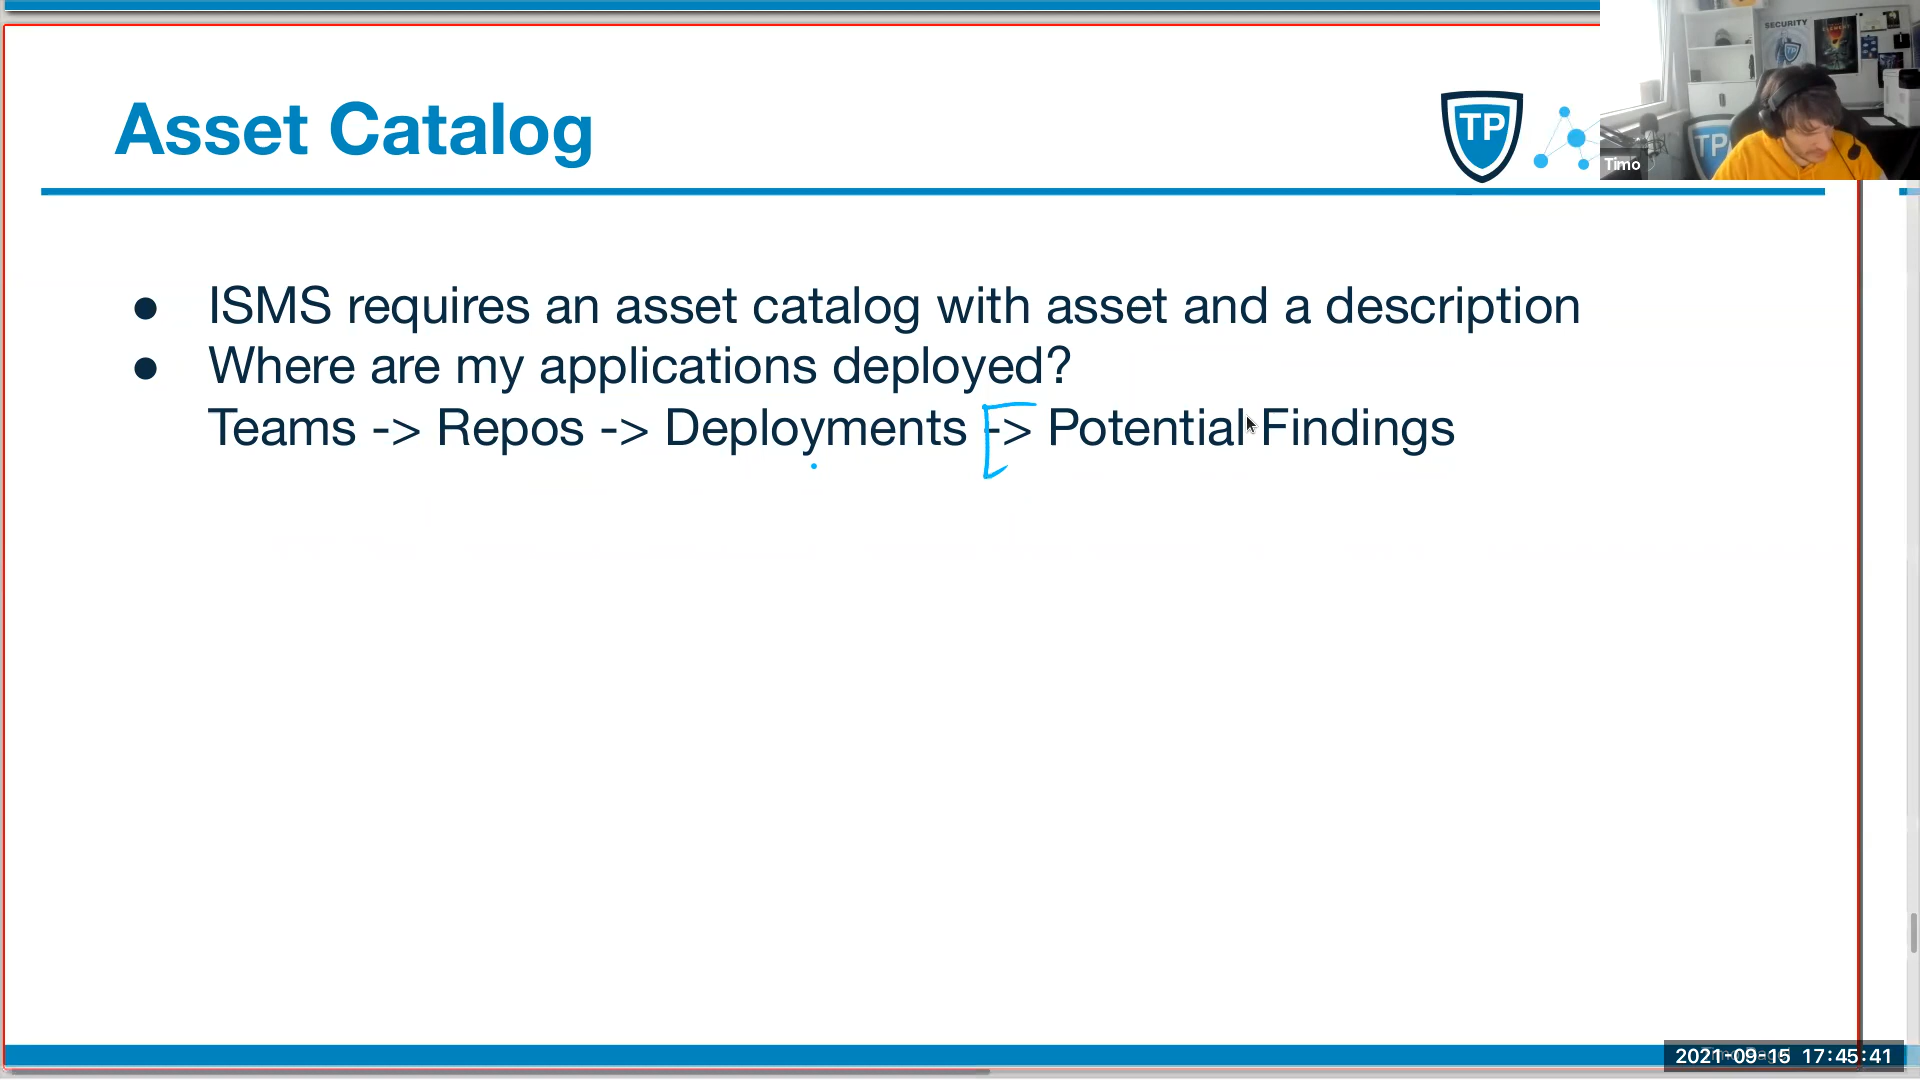 SECURITY
Asset Catalog
TP
TP
Timo
● ISMS requires an asset catalog with asset and a description
● Where are my applications deployed?
Teams -> Repos -> Deployments -> Potential Findings
2021-09-15 17:45:41